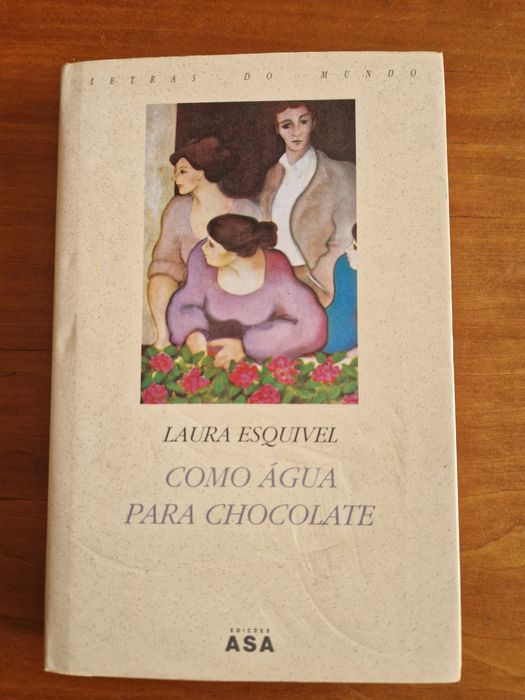 LETRAS DO MUNDO
LAURA ESQUIVEL
COMO ÁGUA
PARA CHOCOLATE
EDIÇÕES
ASA